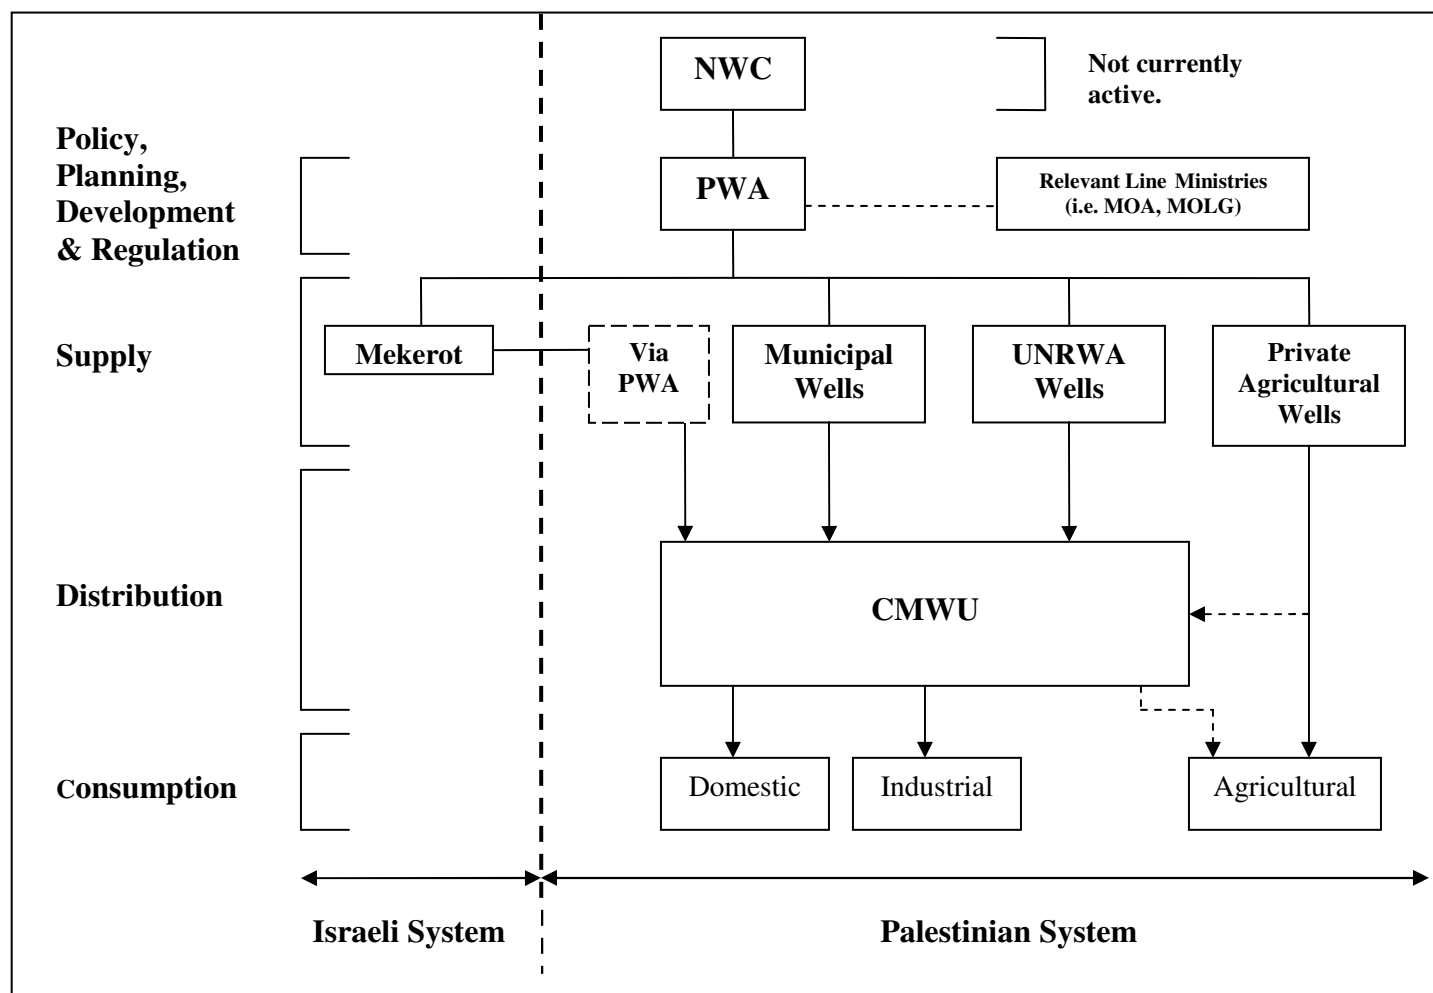 NWC
Not currently
active.
Policy,
Planning,
Development
& Regulation
PWA
Relevant Line Ministries
(i.e. MOA, MOLG)
Supply
Mekerot
Via
PWA
Municipal
Wells
UNRWA
Wells
Private
Agricultural
Wells
Distribution
CMWU
Consumption
Domestic
Industrial
Agricultural
Israeli System
Palestinian System